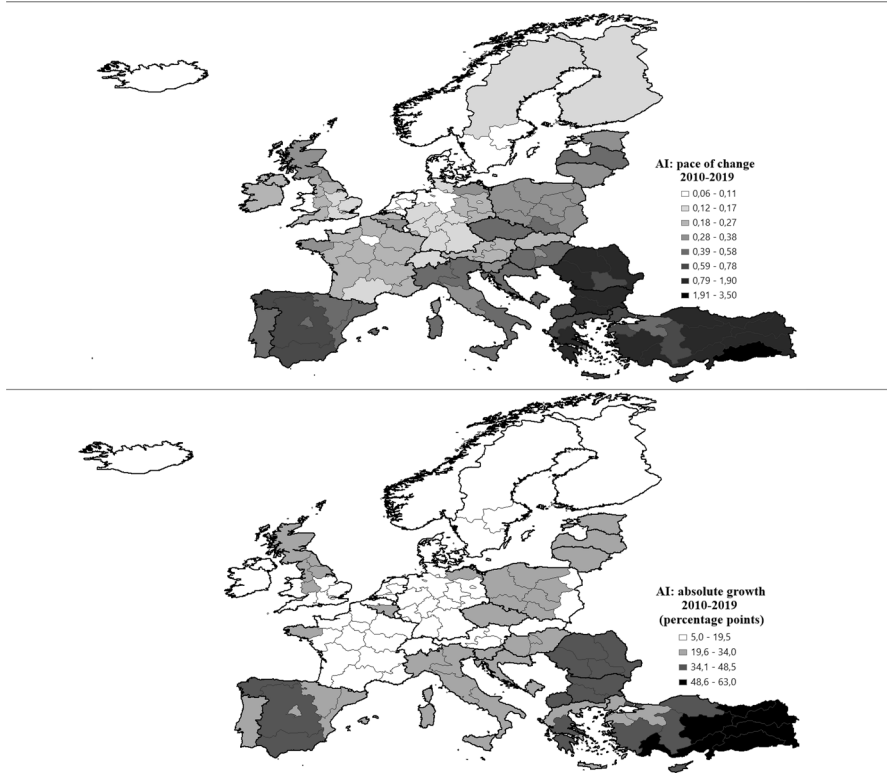 AI: pace of change
2010-2019
0,06 - 0,11
0,12 - 0,17
0,18 - 0,27
0,28 - 0,38
0,39 - 0,58
0,59 - 0,78
0,79 - 1,90
1,91 - 3,50
AI: absolute growth
2010-2019
(percentage points)
5,0 - 19,5
19,6 - 34,0
34,1 - 48,5
48,6 - 63,0